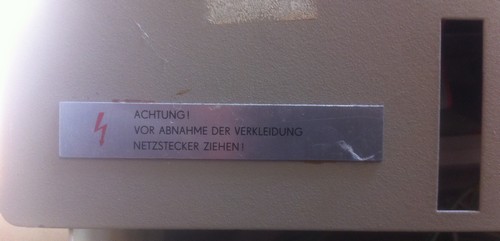 ACHTUNG!
VOR ABNAHME DER VERKLEIDUNG
NETZSTECKER ZIEHEN!